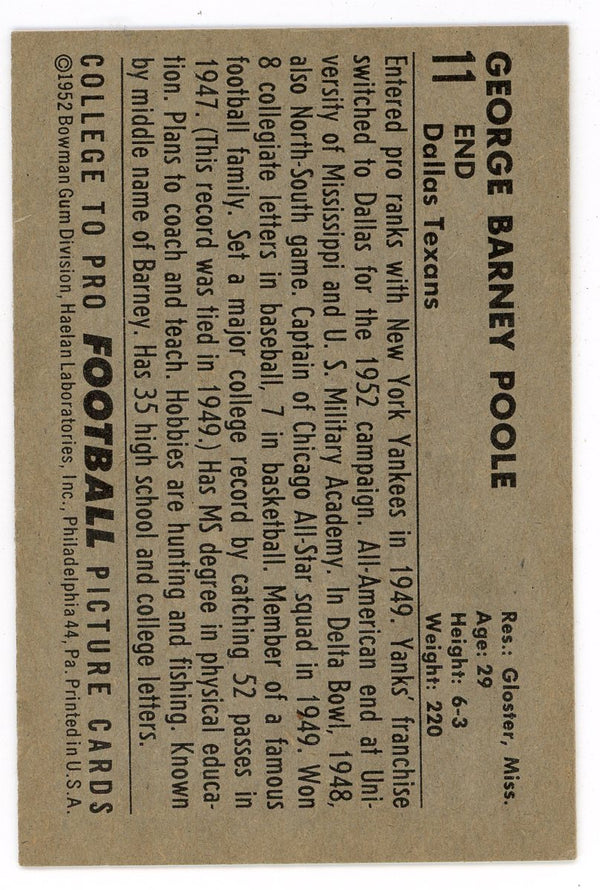 GEORGE BARNEY POOLE
11 END
Dallas Texans
Res.: Gloster, Miss.
Age: 29
Height: 6-3
Weight: 220
Entered pro ranks with New York Yankees in 1949. Yanks' franchise
switched to Dallas for the 1952 campaign. All-American end at Uni-
versity of Mississippi and U. S. Military Academy. In Delta Bowl, 1948,
also North-South game. Captain of Chicago All-Star squad in 1949. Won
8 collegiate letters in baseball, 7 in basketball. Member of a famous
football family. Set a major college record by catching 52 passes in
1947. (This record was tied in 1949.) Has MS degree in physical educa-
tion. Plans to coach and teach. Hobbies are hunting and fishing. Known
by middle name of Barney. Has 35 high school and college letters.
COLLEGE TO PRO FOOTBALL PICTURE CARDS
©1952 Bowman Gum Division, Haelan Laboratories, Inc., Philadelphia 44, Pa. Printed in U.S.A.